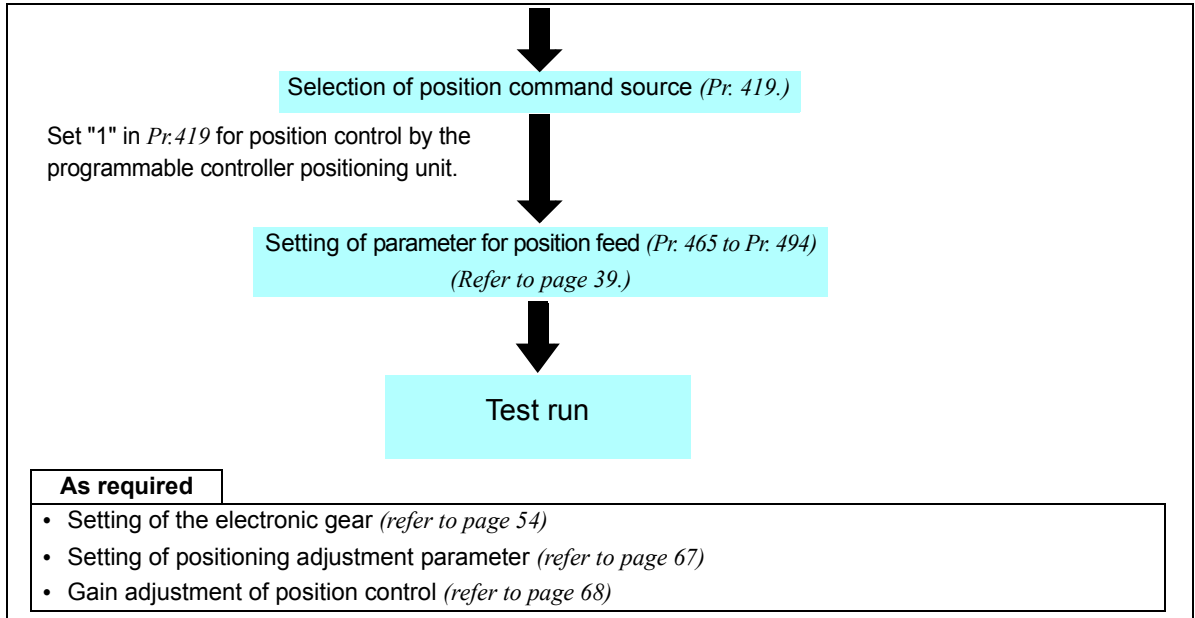 Selection of position command source (Pr. 419.)
Set "1" in Pr.419 for position control by the
programmable controller positioning unit.
Setting of parameter for position feed (Pr. 465 to Pr. 494)
(Refer to page 39.)
Test run
As required
• Setting of the electronic gear (refer to page 54)
• Setting of positioning adjustment parameter (refer to page 67)
• Gain adjustment of position control (refer to page 68)